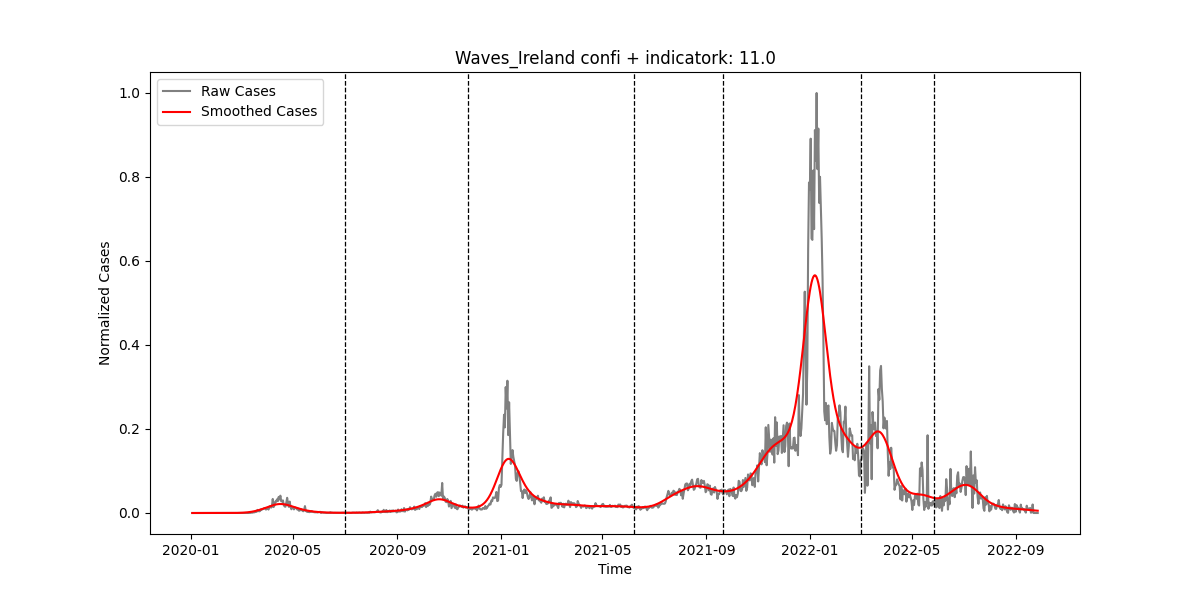 Waves_Ireland confi + indicatork: 11.0
Raw Cases
Smoothed Cases
Normalized Cases
1.0
0.8
0.6
0.4
0.2
0.0
2020-01 2020-05 2020-09 2021-01 2021-05 2021-09 2022-01 2022-05 2022-09
Time